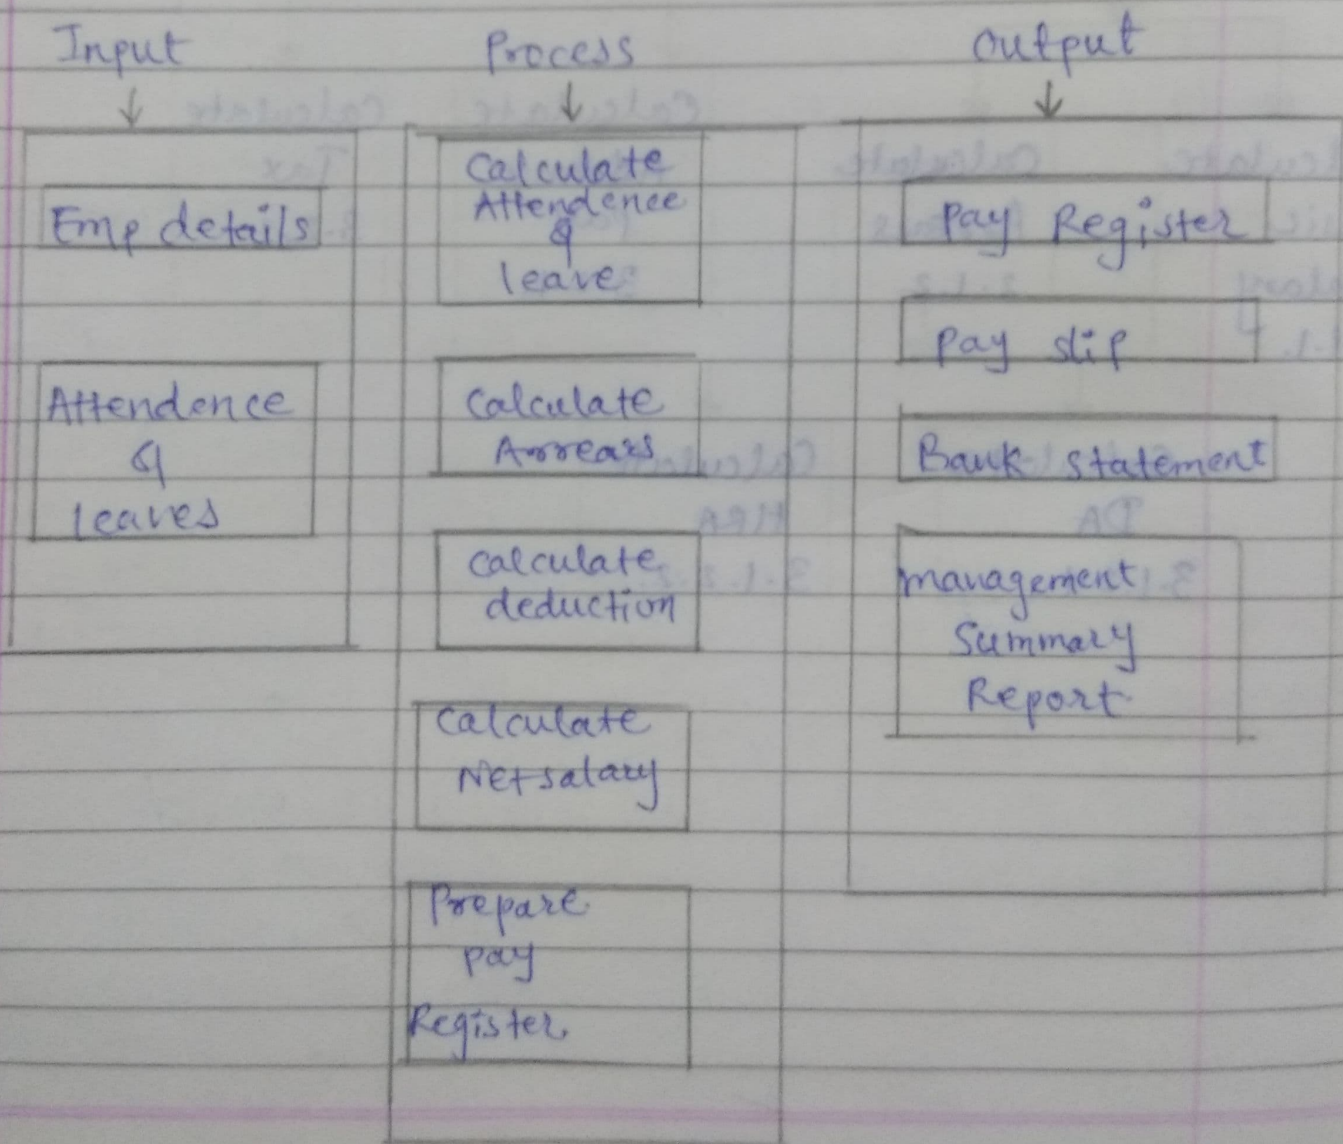 Input
Process
Output
Emp details
Attendence
&
leaves
Calculate
Attendence
&
leave
Calculate
Arrears
Calculate
deduction
Calculate
Net salary
Prepare
pay
Register
Pay Register
Pay slip
Bank statement
management
Summary
Report